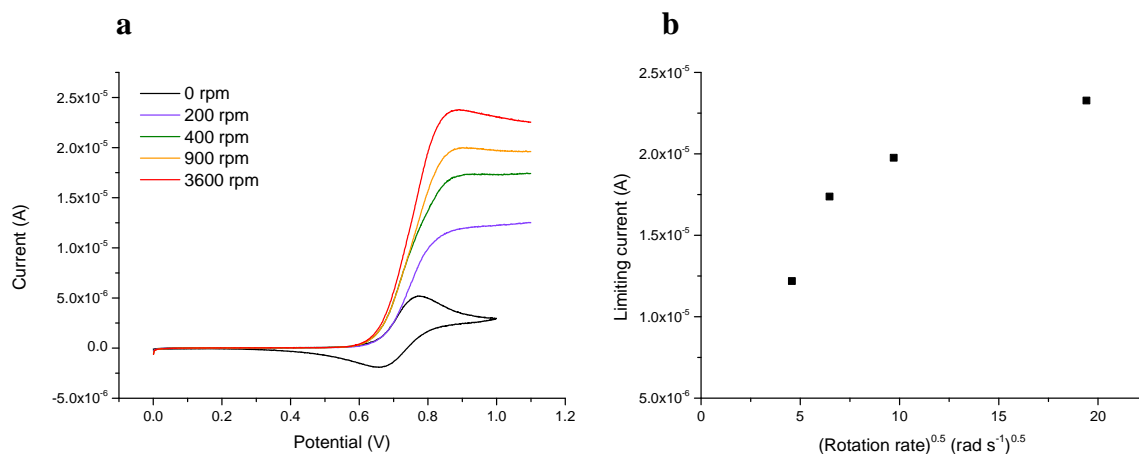 a
0 rpm
200 rpm
400 rpm
900 rpm
3600 rpm
2.5x10⁻⁵
2.0x10⁻⁵
1.5x10⁻⁵
1.0x10⁻⁵
5.0x10⁻⁶
0.0
-5.0x10⁻⁶
Current (A)
0.0 0.2 0.4 0.6 0.8 1.0 1.2
Potential (V)
b
2.5x10⁻⁵
2.0x10⁻⁵
1.5x10⁻⁵
1.0x10⁻⁵
5.0x10⁻⁶
Limiting current (A)
0 5 10 15 20
(Rotation rate)⁰·⁵ (rad s⁻¹)⁰·⁵